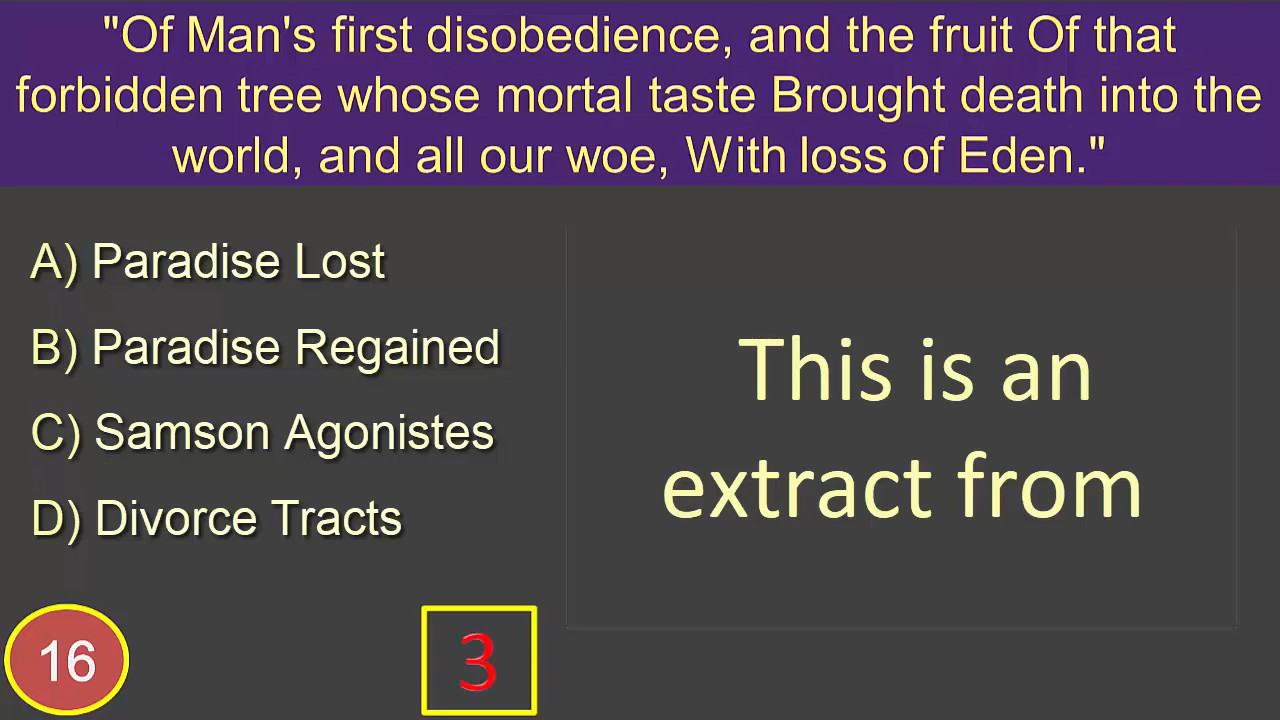 "Of Man's first disobedience, and the fruit Of that
forbidden tree whose mortal taste Brought death into the
world, and all our woe, With loss of Eden."
A) Paradise Lost
B) Paradise Regained
C) Samson Agonistes
D) Divorce Tracts
This is an
extract from
16
3